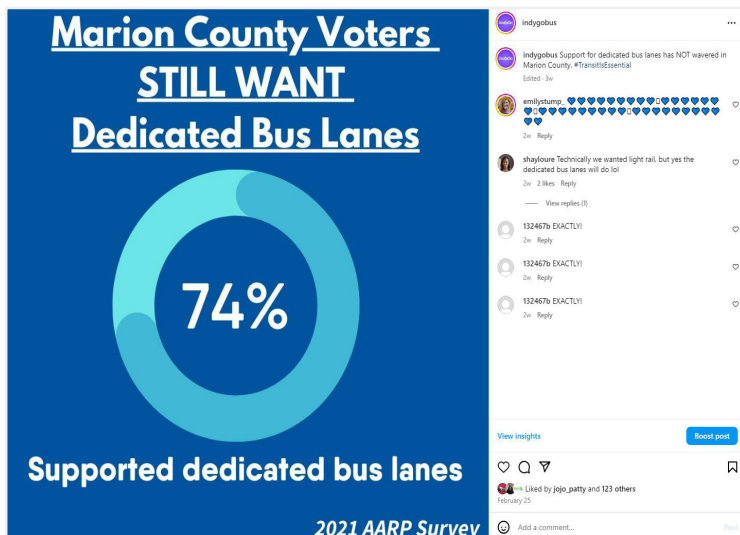 Marion County Voters
STILL WANT
Dedicated Bus Lanes
74%
Supported dedicated bus lanes
2021 AARP Survey
indygobus
indygobus Support for dedicated bus lanes has NOT wavered in
Marion County. #TransitIsEssential
Edited · 3w
emilystump_ 💙💙💙💙💙💙💙💙💙▯💙💙💙💙💙
💙▯💙💙💙💙💙💙💙💙▯💙💙💙💙💙💙💙💙
💙💙
2w Reply
shayloure Technically we wanted light rail, but yes the
dedicated bus lanes will do lol
2w 2 likes Reply
View replies (1)
132467b EXACTLY!
2w Reply
132467b EXACTLY!
2w Reply
132467b EXACTLY!
2w Reply
View insights
Boost post
Liked by jojo_patty and 123 others
February 25
Add a comment...
Post